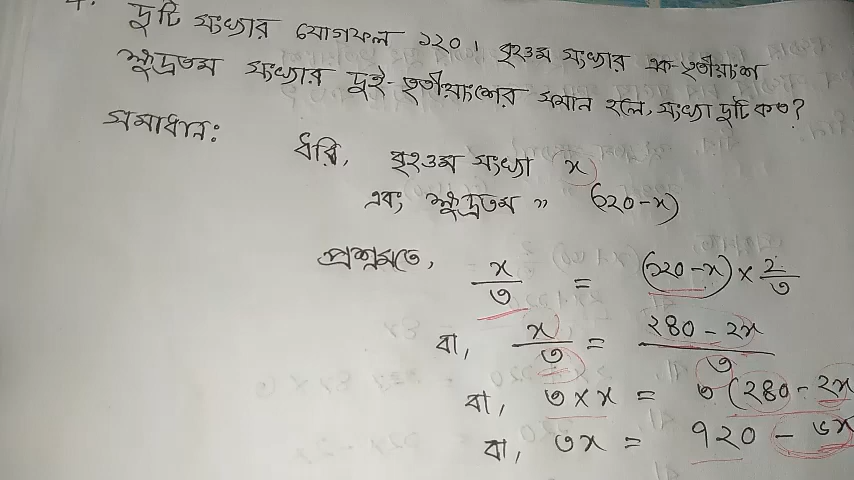 দুটি সংখ্যার যোগফল ১২০। বৃহত্তম সংখ্যার এক-তৃতীয়াংশ
ক্ষুদ্রতম সংখ্যার দুই-তৃতীয়াংশের সমান হলে, সংখ্যা দুটি কত?
সমাধান:
ধরি, বৃহত্তম সংখ্যা x
এবং ক্ষুদ্রতম " (১২০-x)
প্রশ্নমতে, x/৩ = (১২০-x) × ২/৩
বা, x/৩ = ২৪০ - ২x/৩
বা, ৩×x = ৩(২৪০ - ২x
বা, ৩x = ৭২০ - ৬x